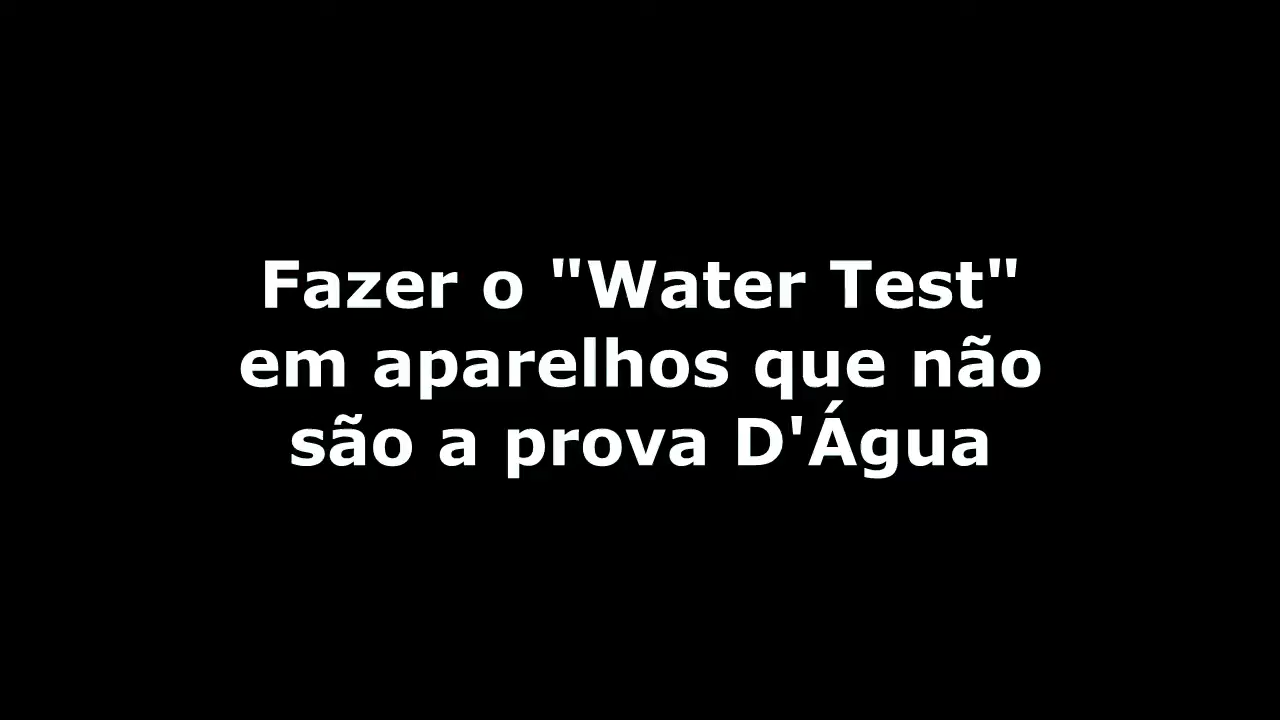 Fazer o "Water Test"
em aparelhos que não
são a prova D'Água